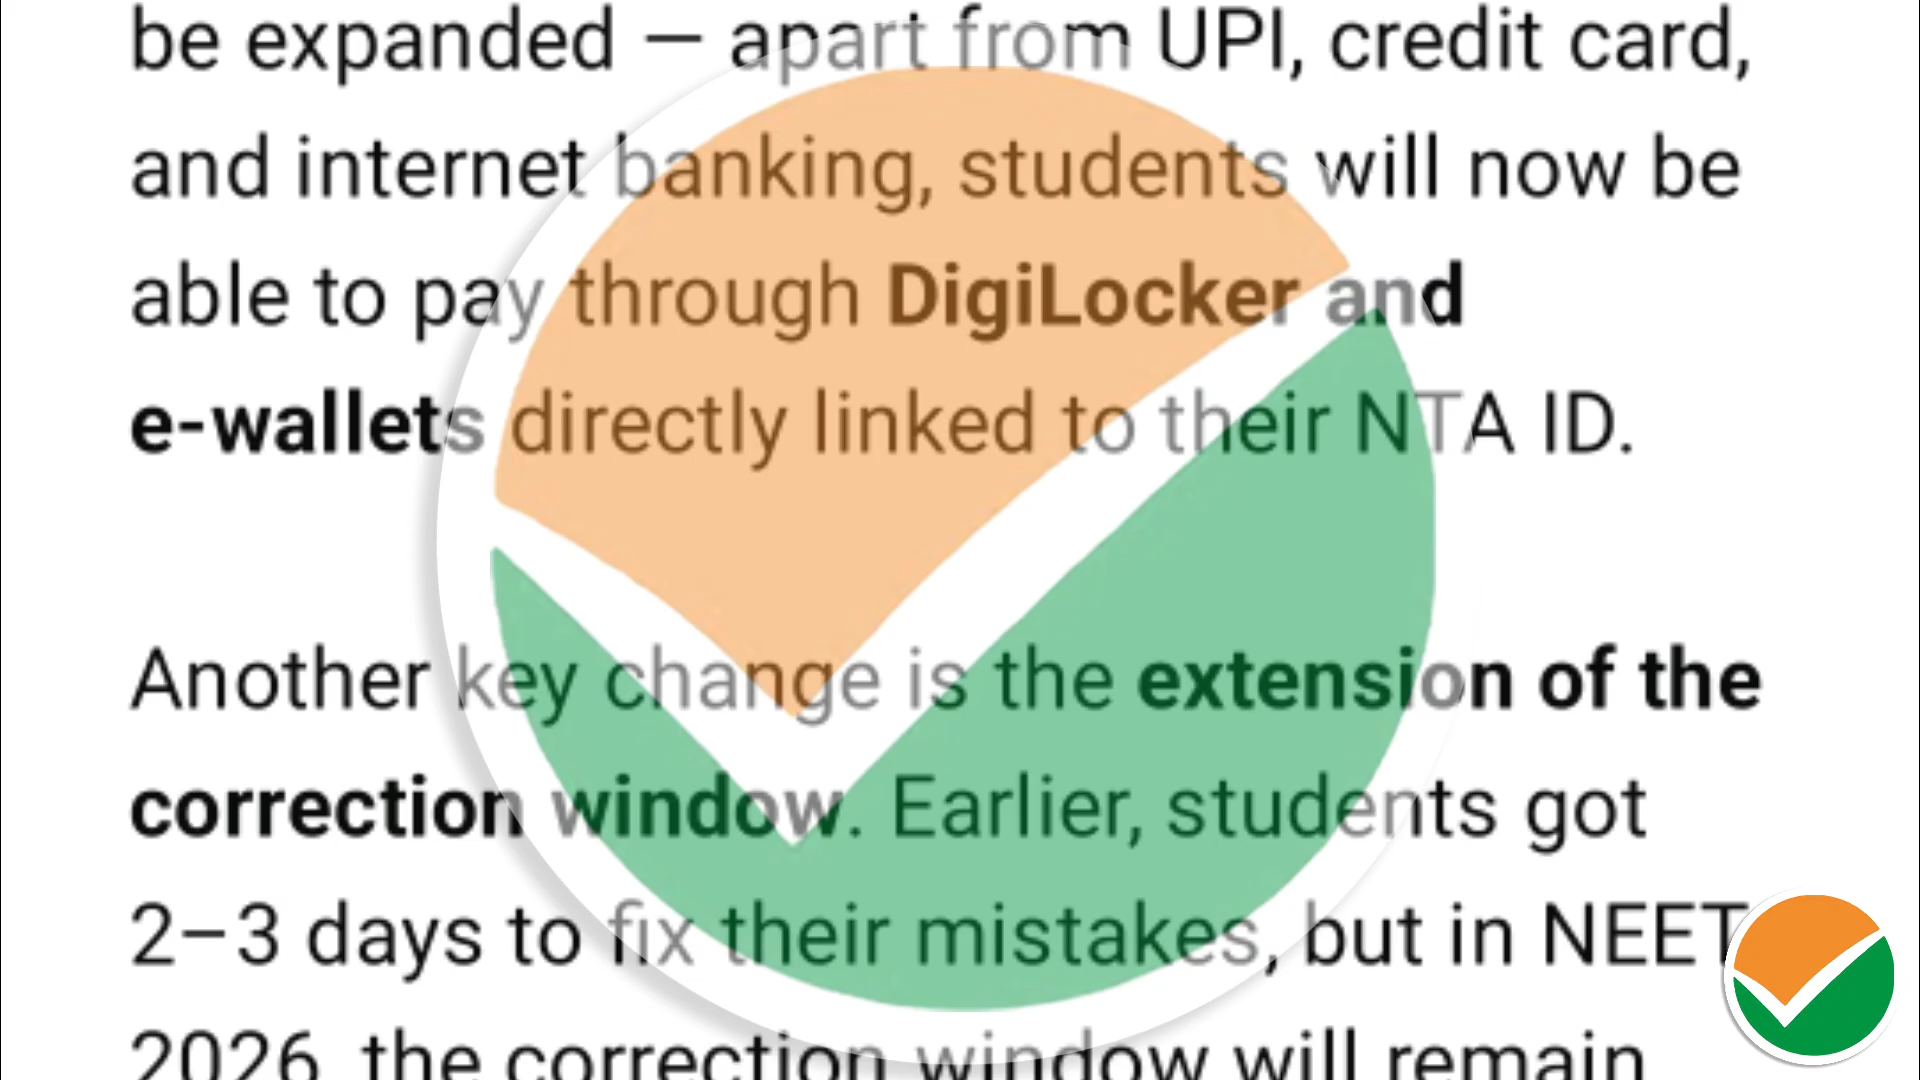 be expanded — apart from UPI, credit card,
and internet banking, students will now be
able to pay through DigiLocker and
e-wallets directly linked to their NTA ID.
Another key change is the extension of the
correction window. Earlier, students got
2–3 days to fix their mistakes, but in NEET
2026, the correction window will remain